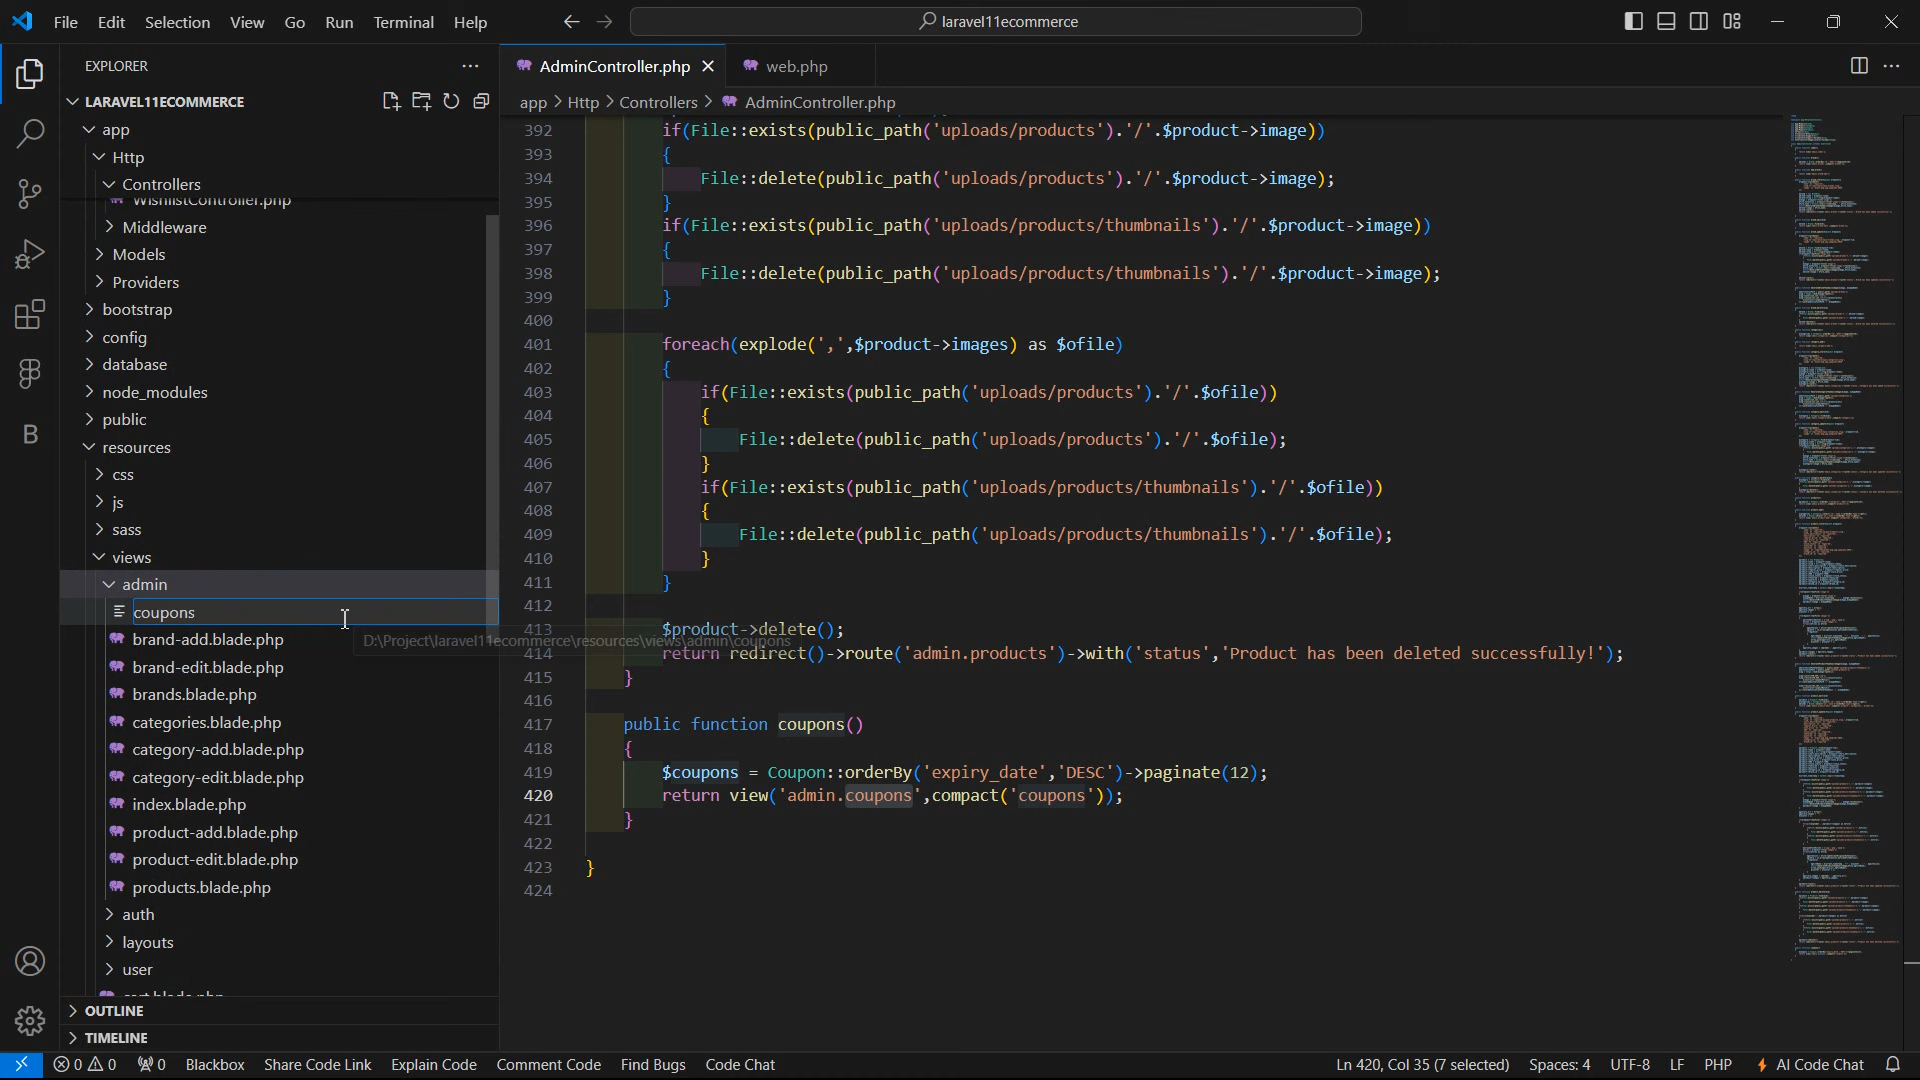 File Edit Selection View Go Run Terminal Help
laravel11ecommerce
EXPLORER
LARAVEL11ECOMMERCE
app
Http
Controllers
WishlistController.php
Middleware
Models
Providers
bootstrap
config
database
node_modules
public
resources
css
js
sass
views
admin
coupons
brand-add.blade.php
brand-edit.blade.php
brands.blade.php
categories.blade.php
category-add.blade.php
category-edit.blade.php
index.blade.php
product-add.blade.php
product-edit.blade.php
products.blade.php
auth
layouts
user
cart.blade.php
OUTLINE
TIMELINE
D:\Project\laravel11ecommerce\resources\views\admin\coupons
AdminController.php web.php
app > Http > Controllers > AdminController.php
392 if(File::exists(public_path('uploads/products').'/'.$product->image))
393 {
394 File::delete(public_path('uploads/products').'/'.$product->image);
395 }
396 if(File::exists(public_path('uploads/products/thumbnails').'/'.$product->image))
397 {
398 File::delete(public_path('uploads/products/thumbnails').'/'.$product->image);
399 }
400
401 foreach(explode(',',$product->images) as $ofile)
402 {
403 if(File::exists(public_path('uploads/products').'/'.$ofile))
404 {
405 File::delete(public_path('uploads/products').'/'.$ofile);
406 }
407 if(File::exists(public_path('uploads/products/thumbnails').'/'.$ofile))
408 {
409 File::delete(public_path('uploads/products/thumbnails').'/'.$ofile);
410 }
411 }
412
413 $product->delete();
414 return redirect()->route('admin.products')->with('status','Product has been deleted successfully!');
415 }
416
417 public function coupons()
418 {
419 $coupons = Coupon::orderBy('expiry_date','DESC')->paginate(12);
420 return view('admin.coupons',compact('coupons'));
421 }
422
423 }
424
0 0 0 Blackbox Share Code Link Explain Code Comment Code Find Bugs Code Chat Ln 420, Col 35 (7 selected) Spaces: 4 UTF-8 LF PHP AI Code Chat